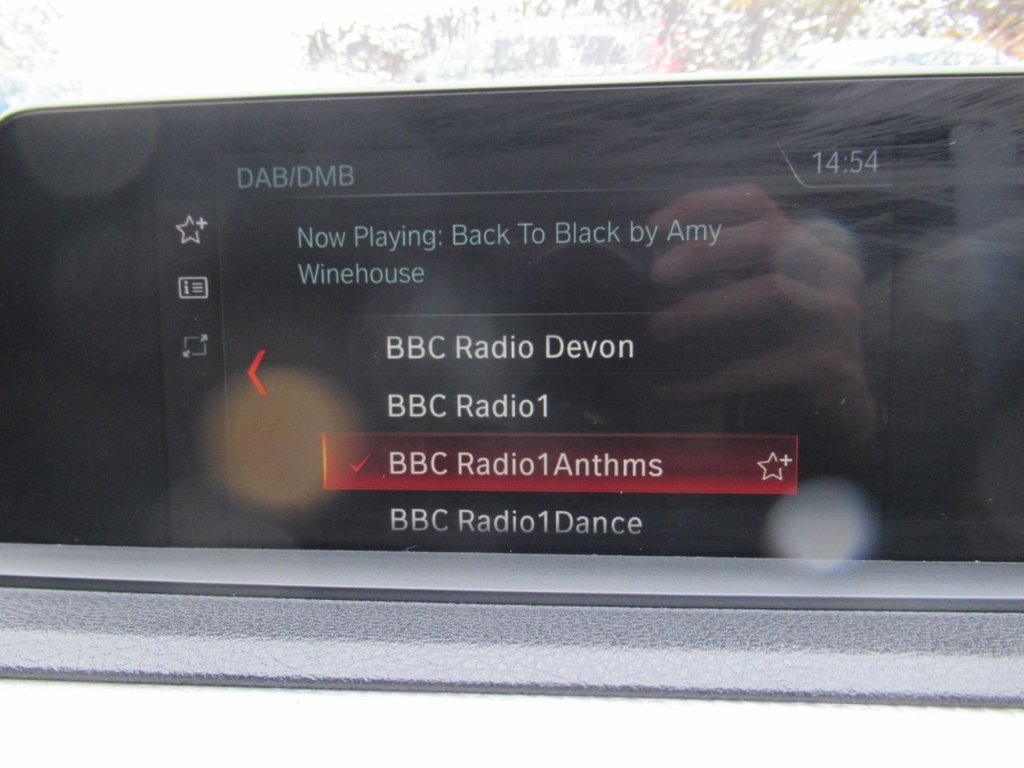 DAB/DMB
14:54
Now Playing: Back To Black by Amy
Winehouse
BBC Radio Devon
BBC Radio1
BBC Radio1Anthms
BBC Radio1Dance